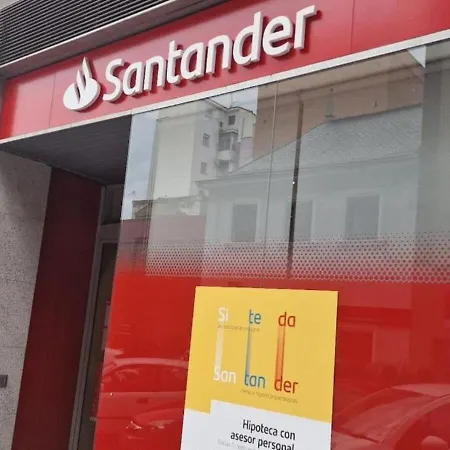 Santander
Si te da
San tan der
Hipoteca con
asesor personal